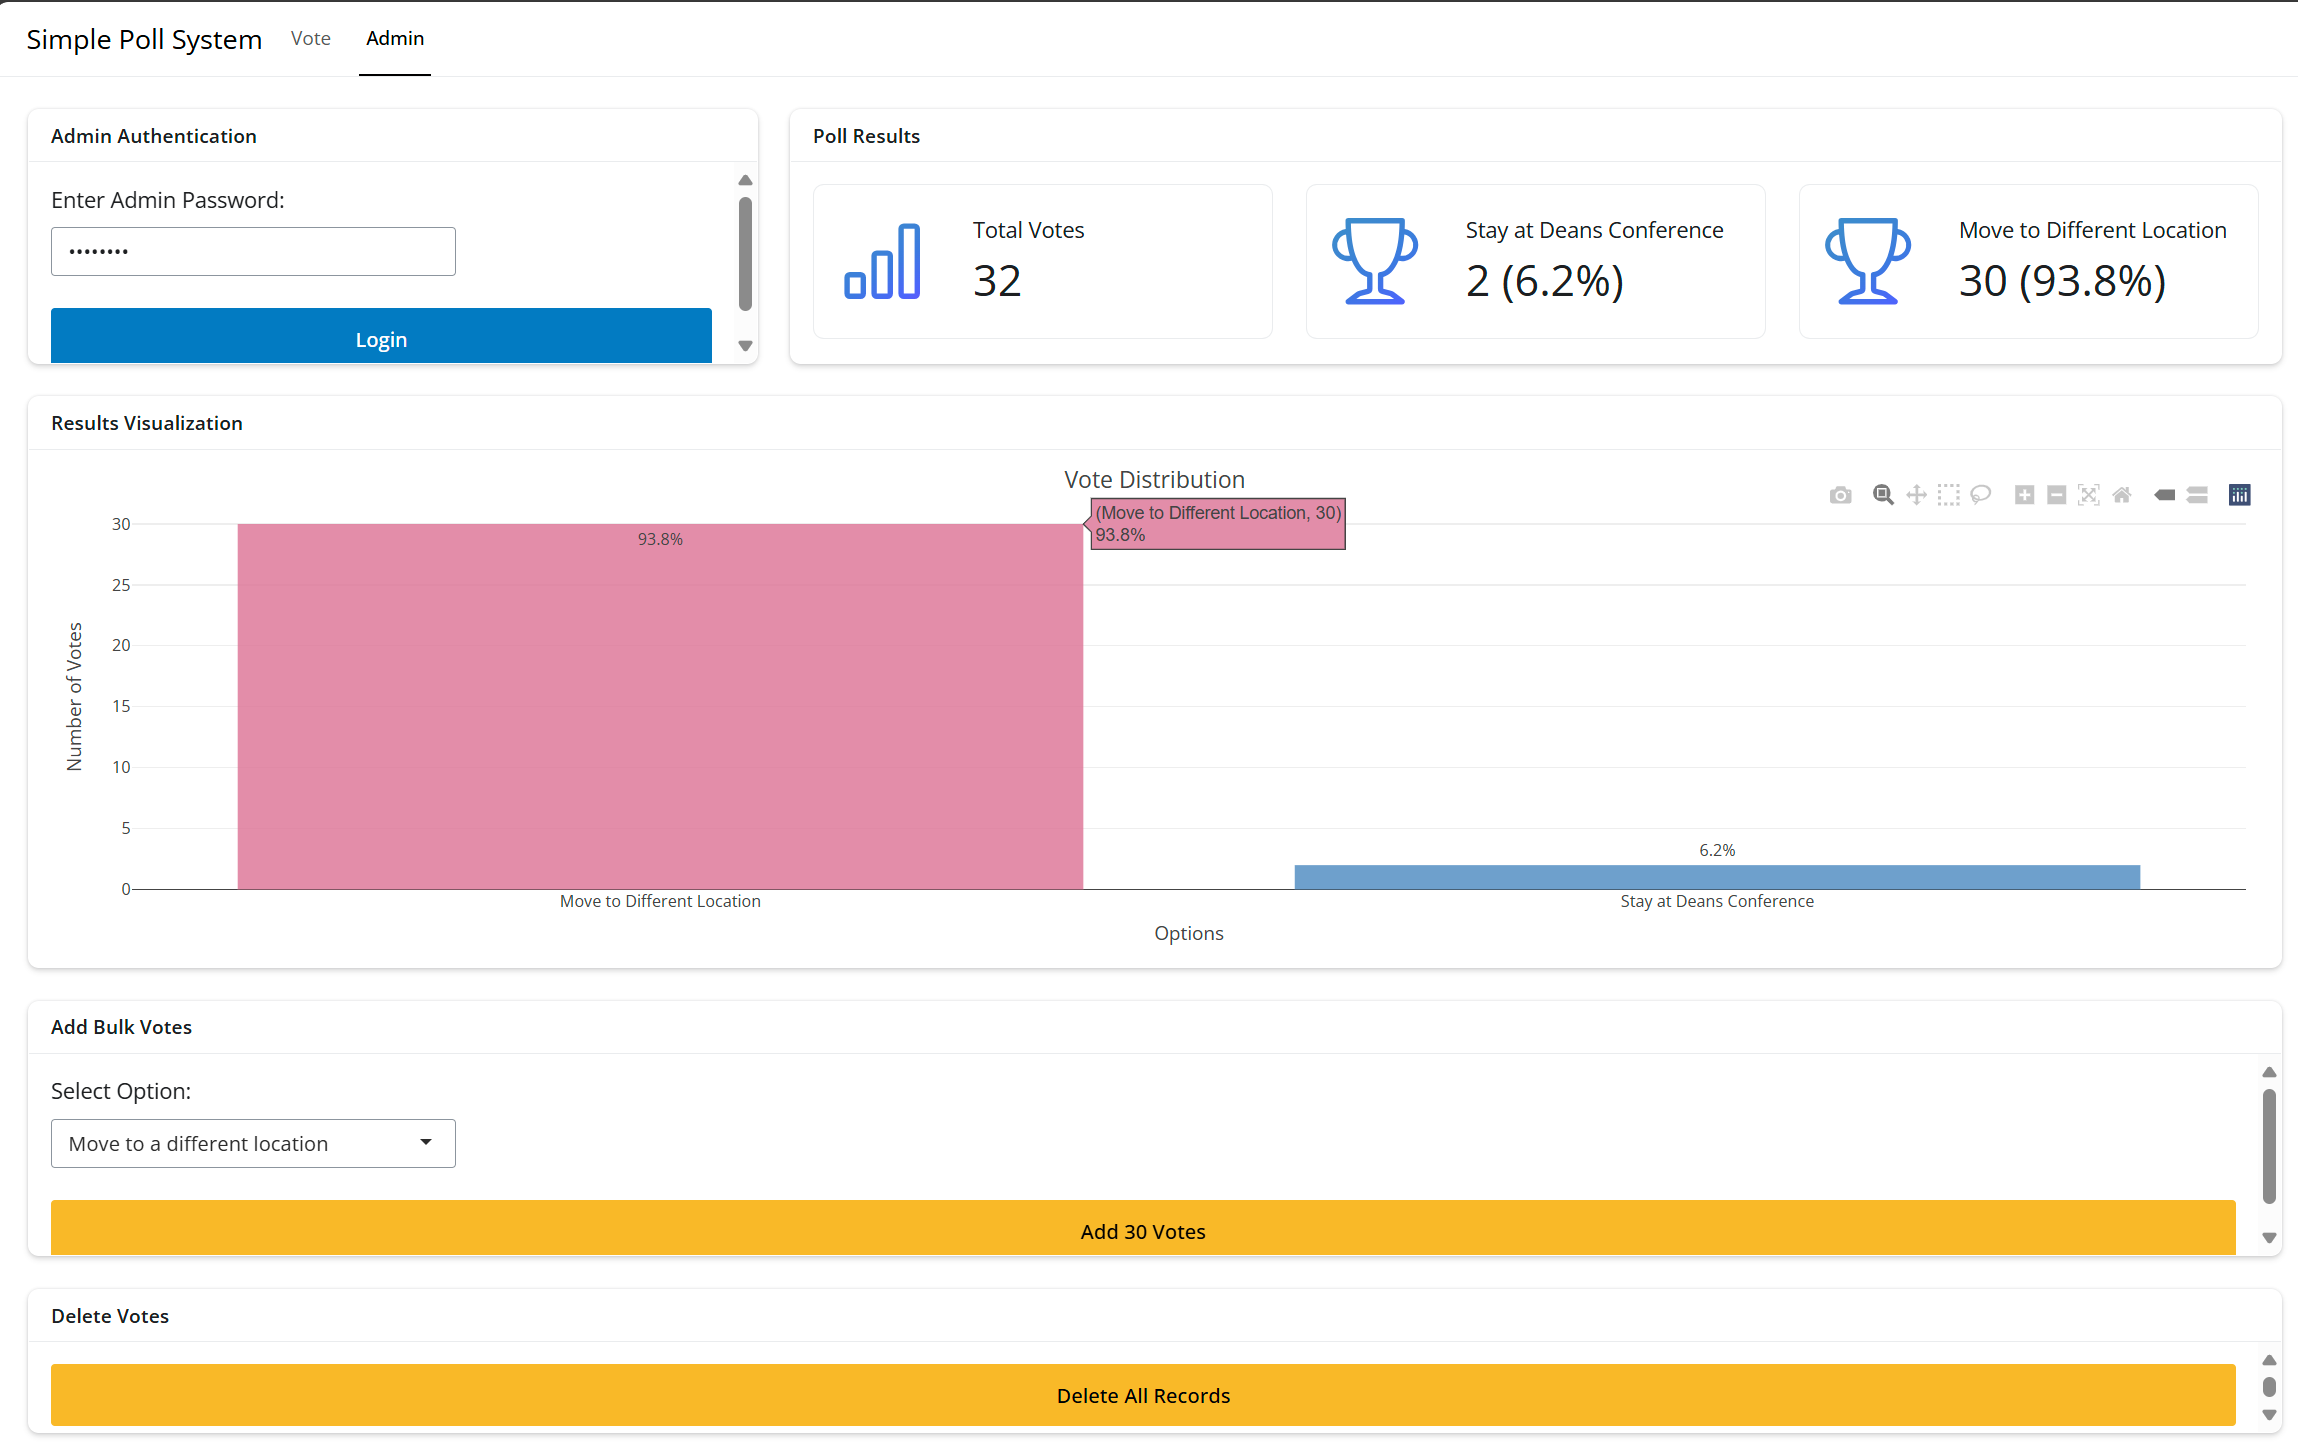 Simple Poll System
Vote
Admin
Admin Authentication
Enter Admin Password:
••••••••
Login
Poll Results
Total Votes
32
Stay at Deans Conference
2 (6.2%)
Move to Different Location
30 (93.8%)
Results Visualization
Vote Distribution
(Move to Different Location, 30)
93.8%
93.8%
6.2%
30
25
20
15
10
5
0
Number of Votes
Move to Different Location
Stay at Deans Conference
Options
Add Bulk Votes
Select Option:
Move to a different location
Add 30 Votes
Delete Votes
Delete All Records